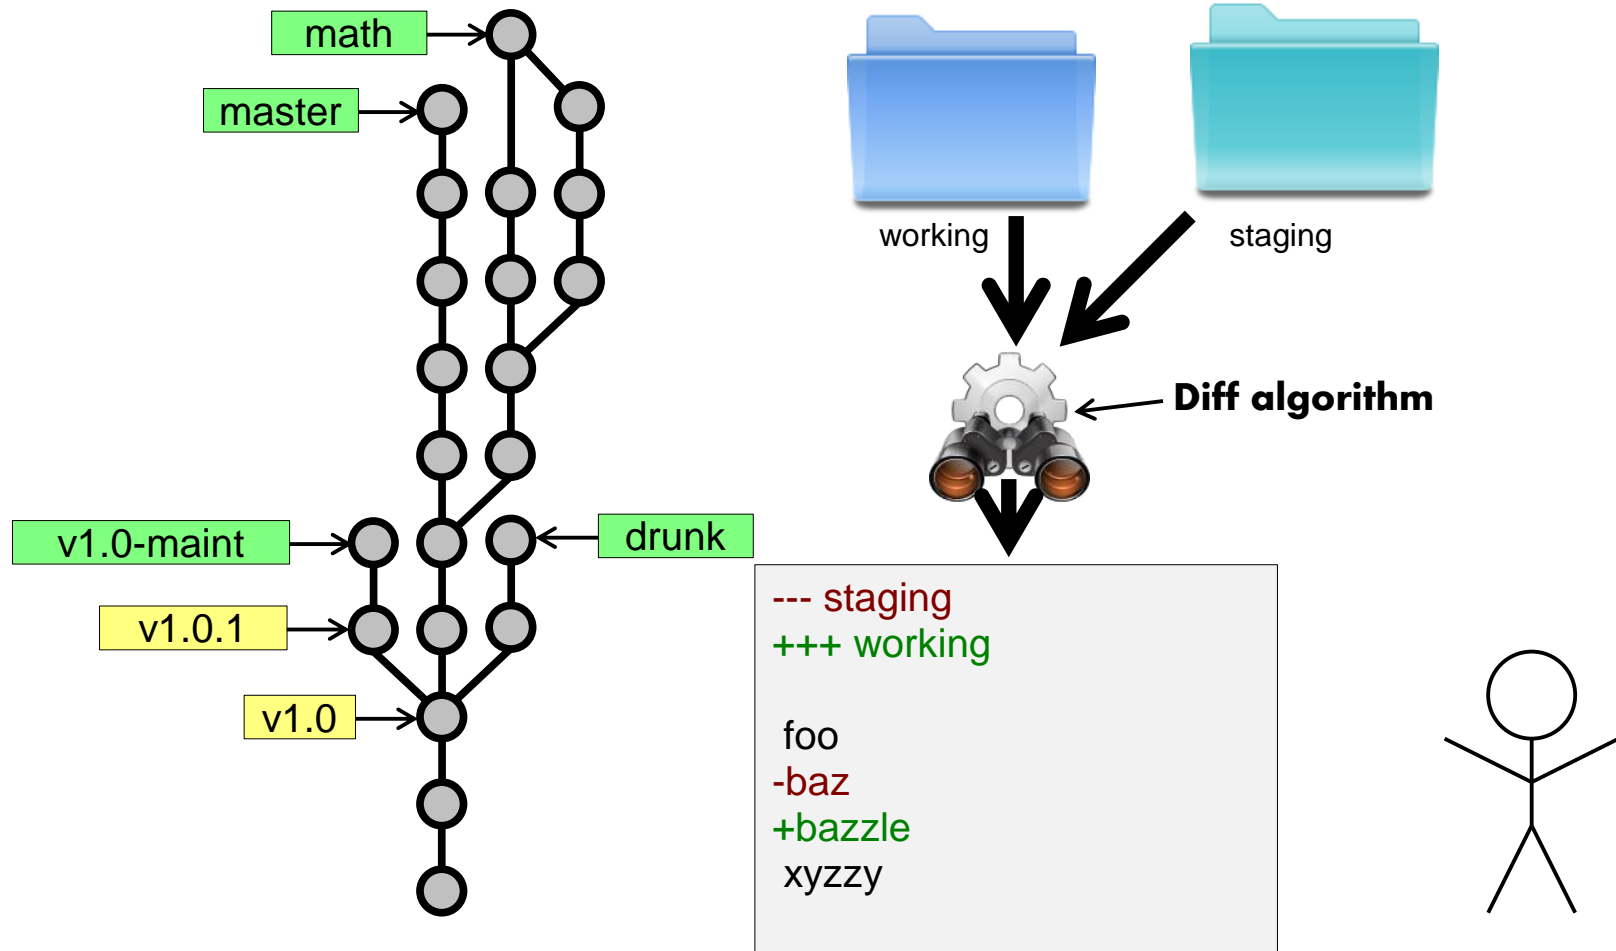 math
master
v1.0-maint
drunk
v1.0.1
v1.0
working
staging
Diff algorithm
--- staging
+++ working
foo
-baz
+bazzle
xyzzy